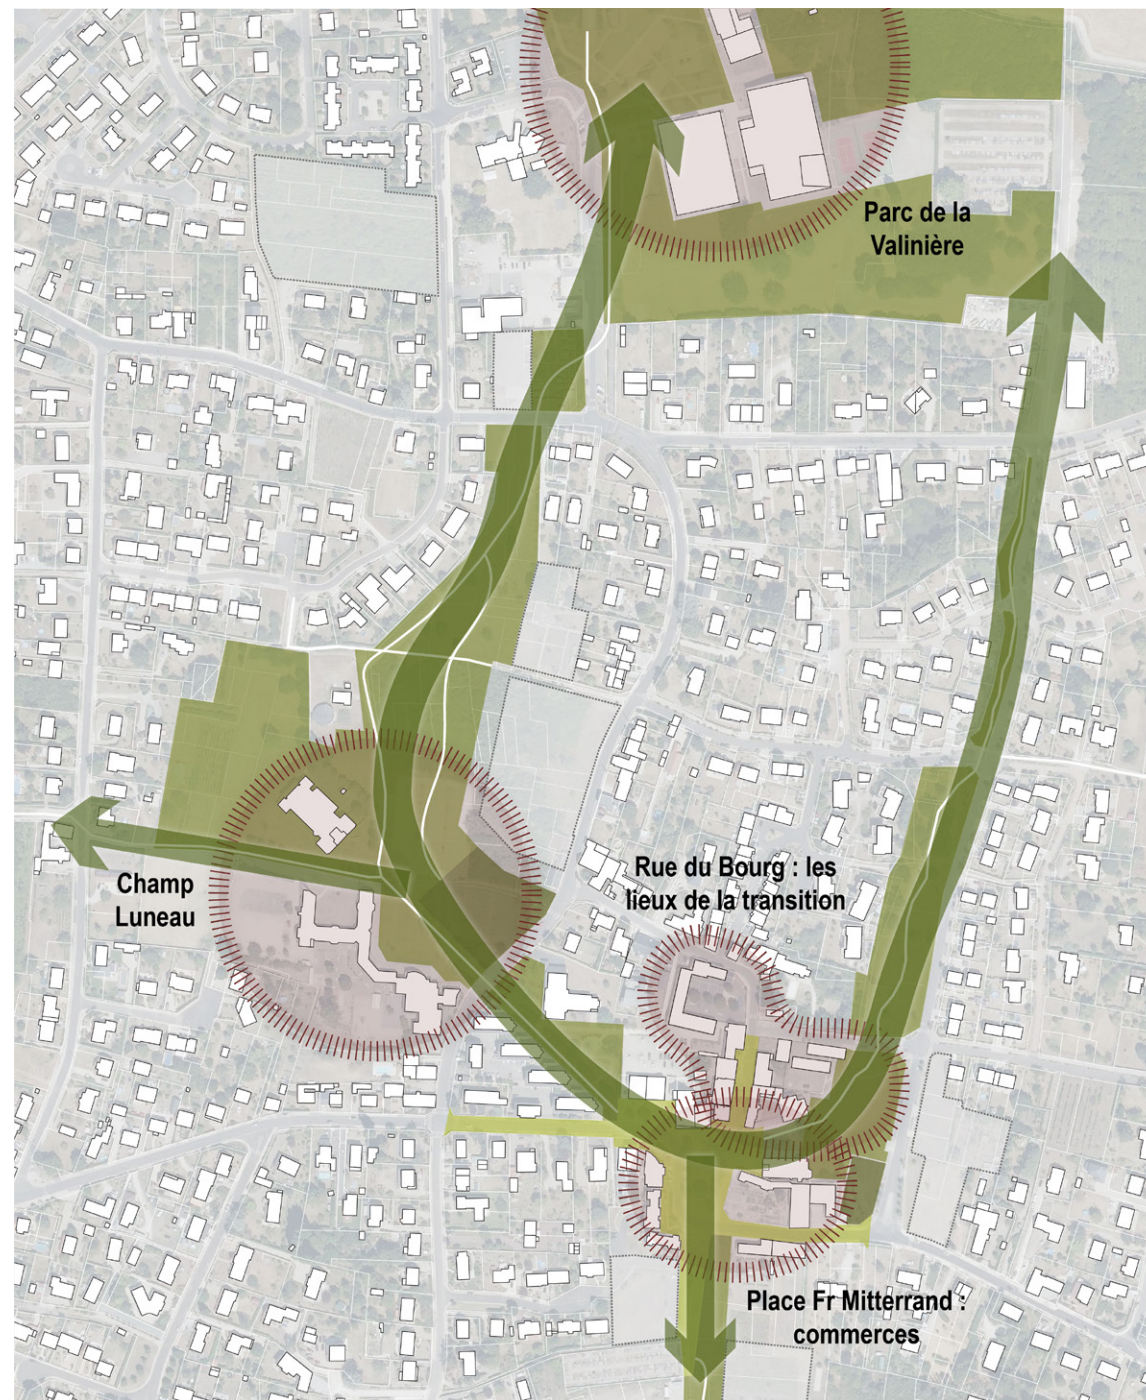 Parc de la
Valinière
Rue du Bourg : les
lieux de la transition
Champ
Luneau
Place Fr Mitterrand :
commerces